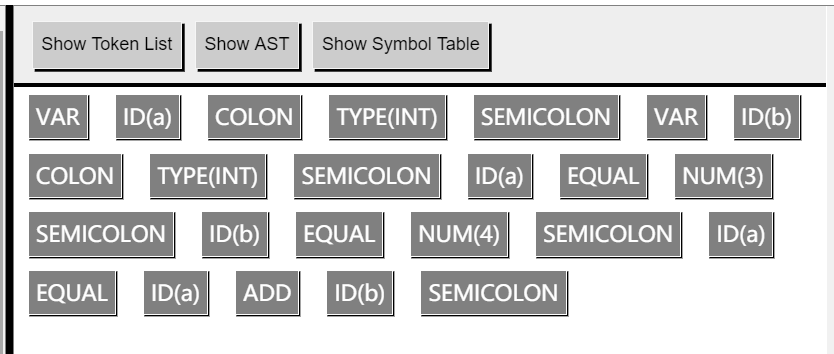 Show Token List Show AST Show Symbol Table
VAR ID(a) COLON TYPE(INT) SEMICOLON VAR ID(b)
COLON TYPE(INT) SEMICOLON ID(a) EQUAL NUM(3)
SEMICOLON ID(b) EQUAL NUM(4) SEMICOLON ID(a)
EQUAL ID(a) ADD ID(b) SEMICOLON